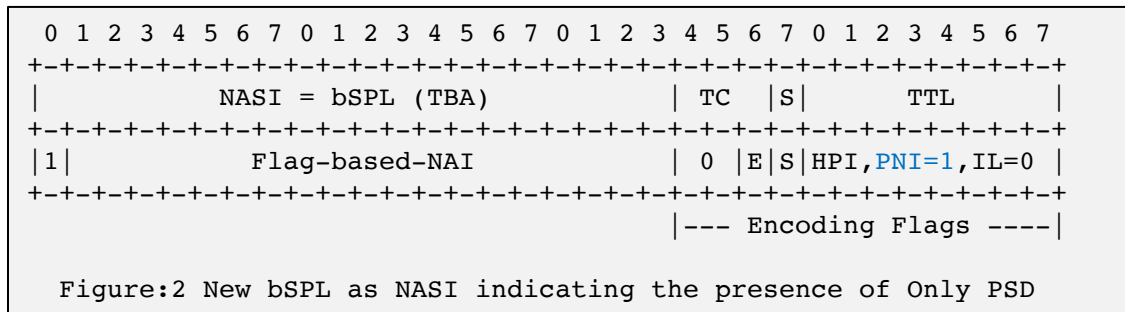 0 1 2 3 4 5 6 7 0 1 2 3 4 5 6 7 0 1 2 3 4 5 6 7 0 1 2 3 4 5 6 7
+-+-+-+-+-+-+-+-+-+-+-+-+-+-+-+-+-+-+-+-+-+-+-+-+-+-+-+-+-+-+-+-+
|            NASI = bSPL (TBA)          | TC  |S|      TTL      |
+-+-+-+-+-+-+-+-+-+-+-+-+-+-+-+-+-+-+-+-+-+-+-+-+-+-+-+-+-+-+-+-+
|1|           Flag-based-NAI            | 0 |E|S|HPI,PNI=1,IL=0 |
+-+-+-+-+-+-+-+-+-+-+-+-+-+-+-+-+-+-+-+-+-+-+-+-+-+-+-+-+-+-+-+-+
|--- Encoding Flags ----|
Figure:2 New bSPL as NASI indicating the presence of Only PSD